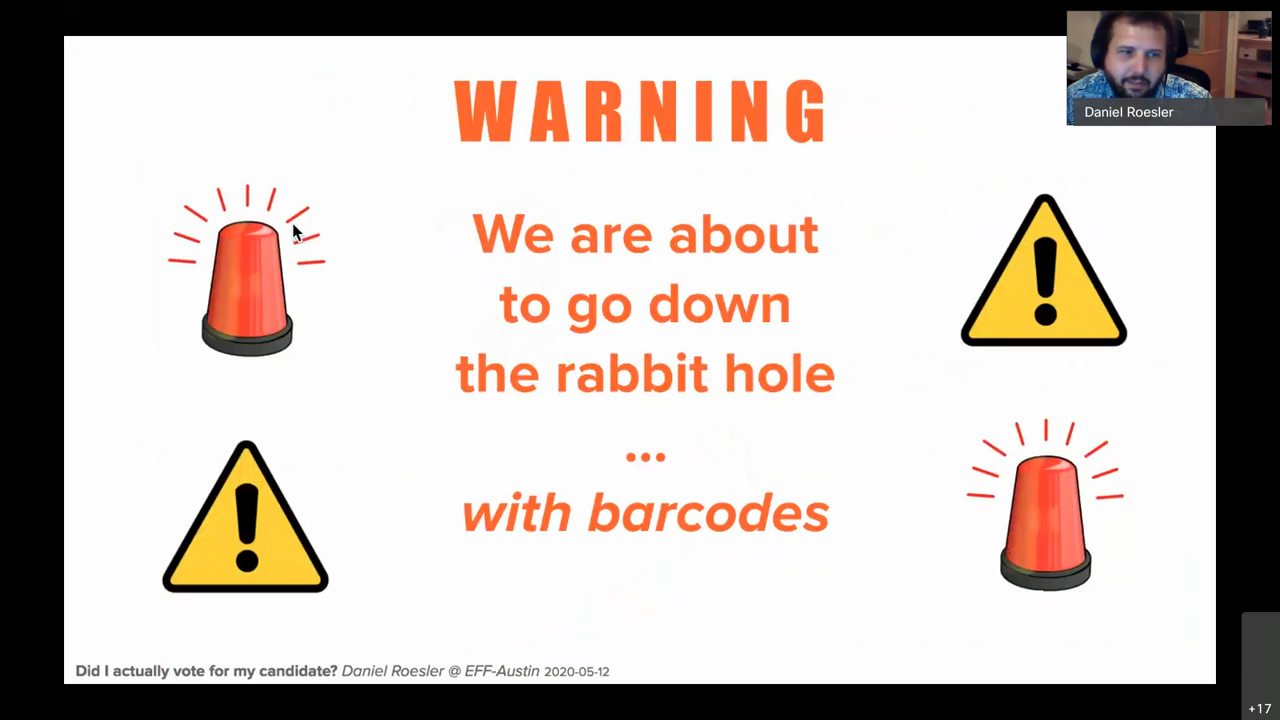 WARNING
Daniel Roesler
We are about
to go down
the rabbit hole
...
with barcodes
Did I actually vote for my candidate? Daniel Roesler @ EFF-Austin 2020-05-12
+17